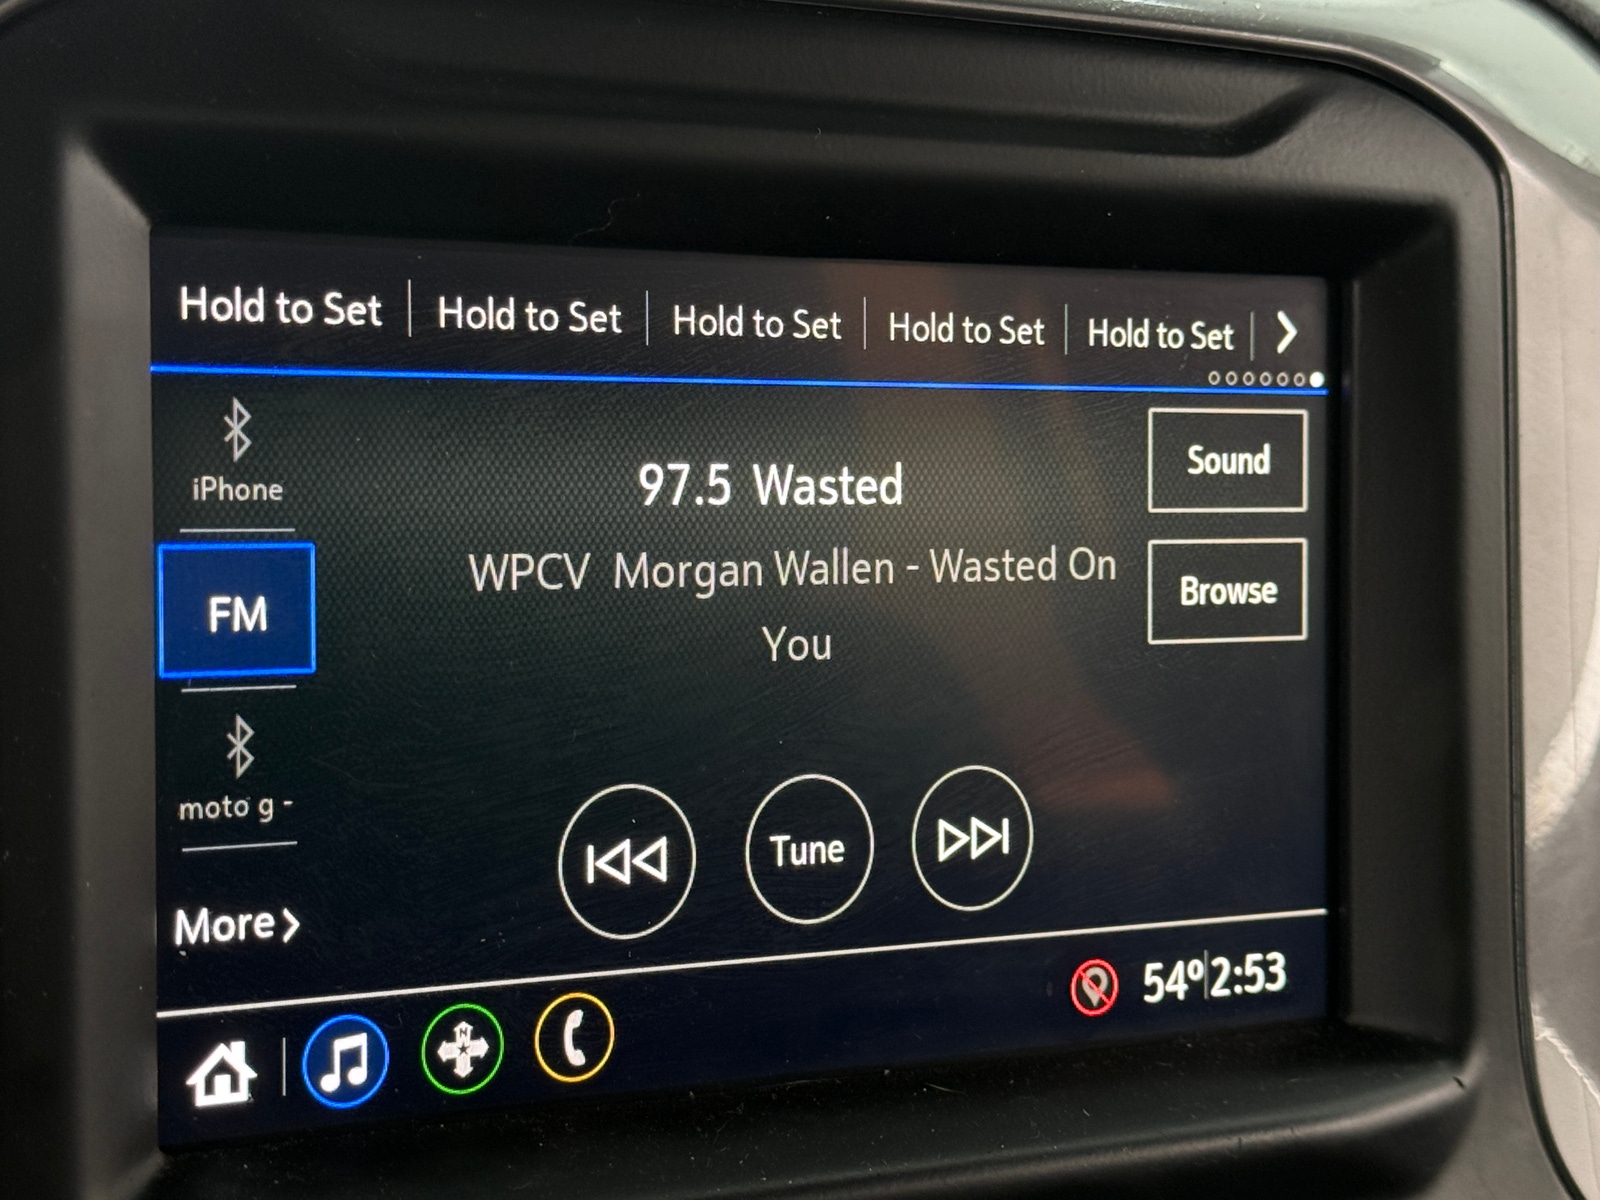 Hold to Set | Hold to Set | Hold to Set | Hold to Set | Hold to Set
iPhone
97.5 Wasted
Sound
WPCV Morgan Wallen - Wasted On
You
Browse
FM
moto g -
Tune
More
54° 2:53
N